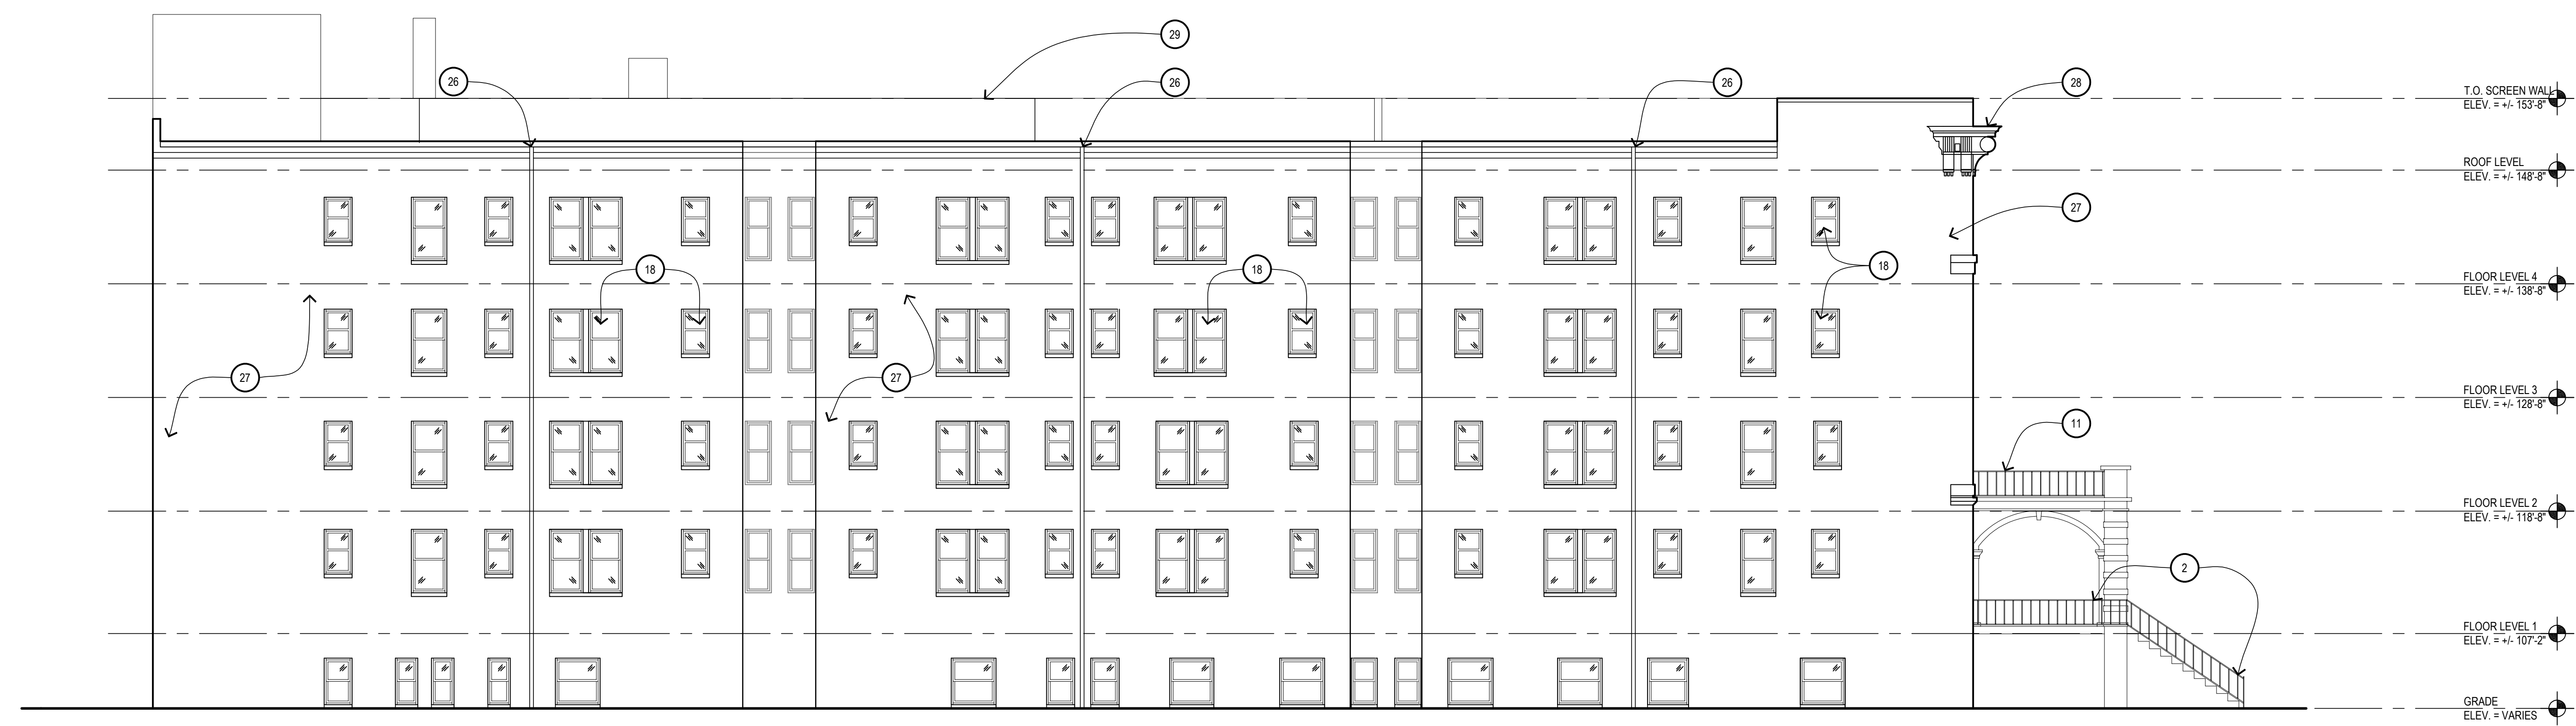 29
26
26
26
28
T.O. SCREEN WALL
ELEV. = +/- 153'-8"
ROOF LEVEL
ELEV. = +/- 148'-8"
27
18
18
18
FLOOR LEVEL 4
ELEV. = +/- 138'-8"
27
27
FLOOR LEVEL 3
ELEV. = +/- 128'-8"
11
FLOOR LEVEL 2
ELEV. = +/- 118'-8"
2
FLOOR LEVEL 1
ELEV. = +/- 107'-2"
GRADE
ELEV. = VARIES